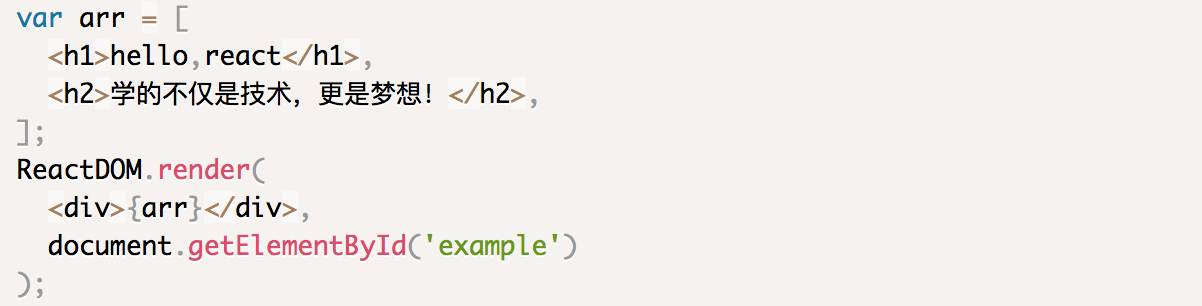 var arr = [
  <h1>hello,react</h1>,
  <h2>学的不仅是技术，更是梦想！</h2>,
];
ReactDOM.render(
  <div>{arr}</div>,
  document.getElementById('example')
);